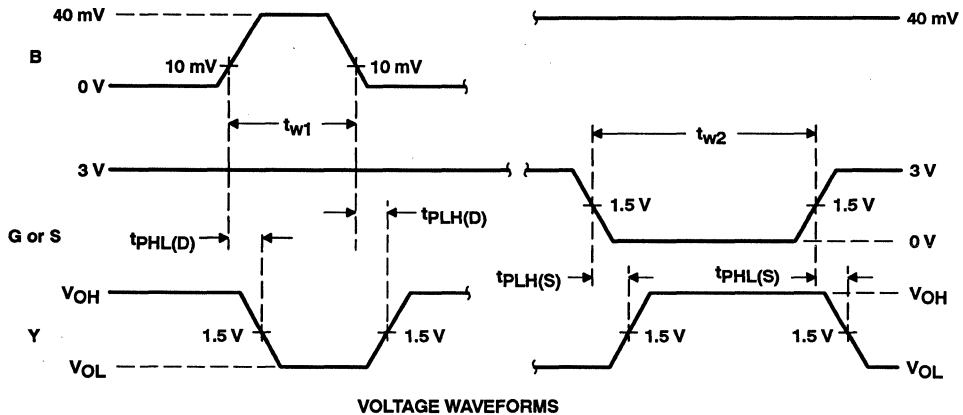 40 mV
40 mV
B
10 mV
10 mV
0 V
tw1
tw2
3 V
3 V
1.5 V
1.5 V
tPLH(D)
G or S
tPHL(D)
0 V
tPLH(S)
tPHL(S)
VOH
VOH
Y
1.5 V
1.5 V
1.5 V
1.5 V
VOL
VOL
VOLTAGE WAVEFORMS